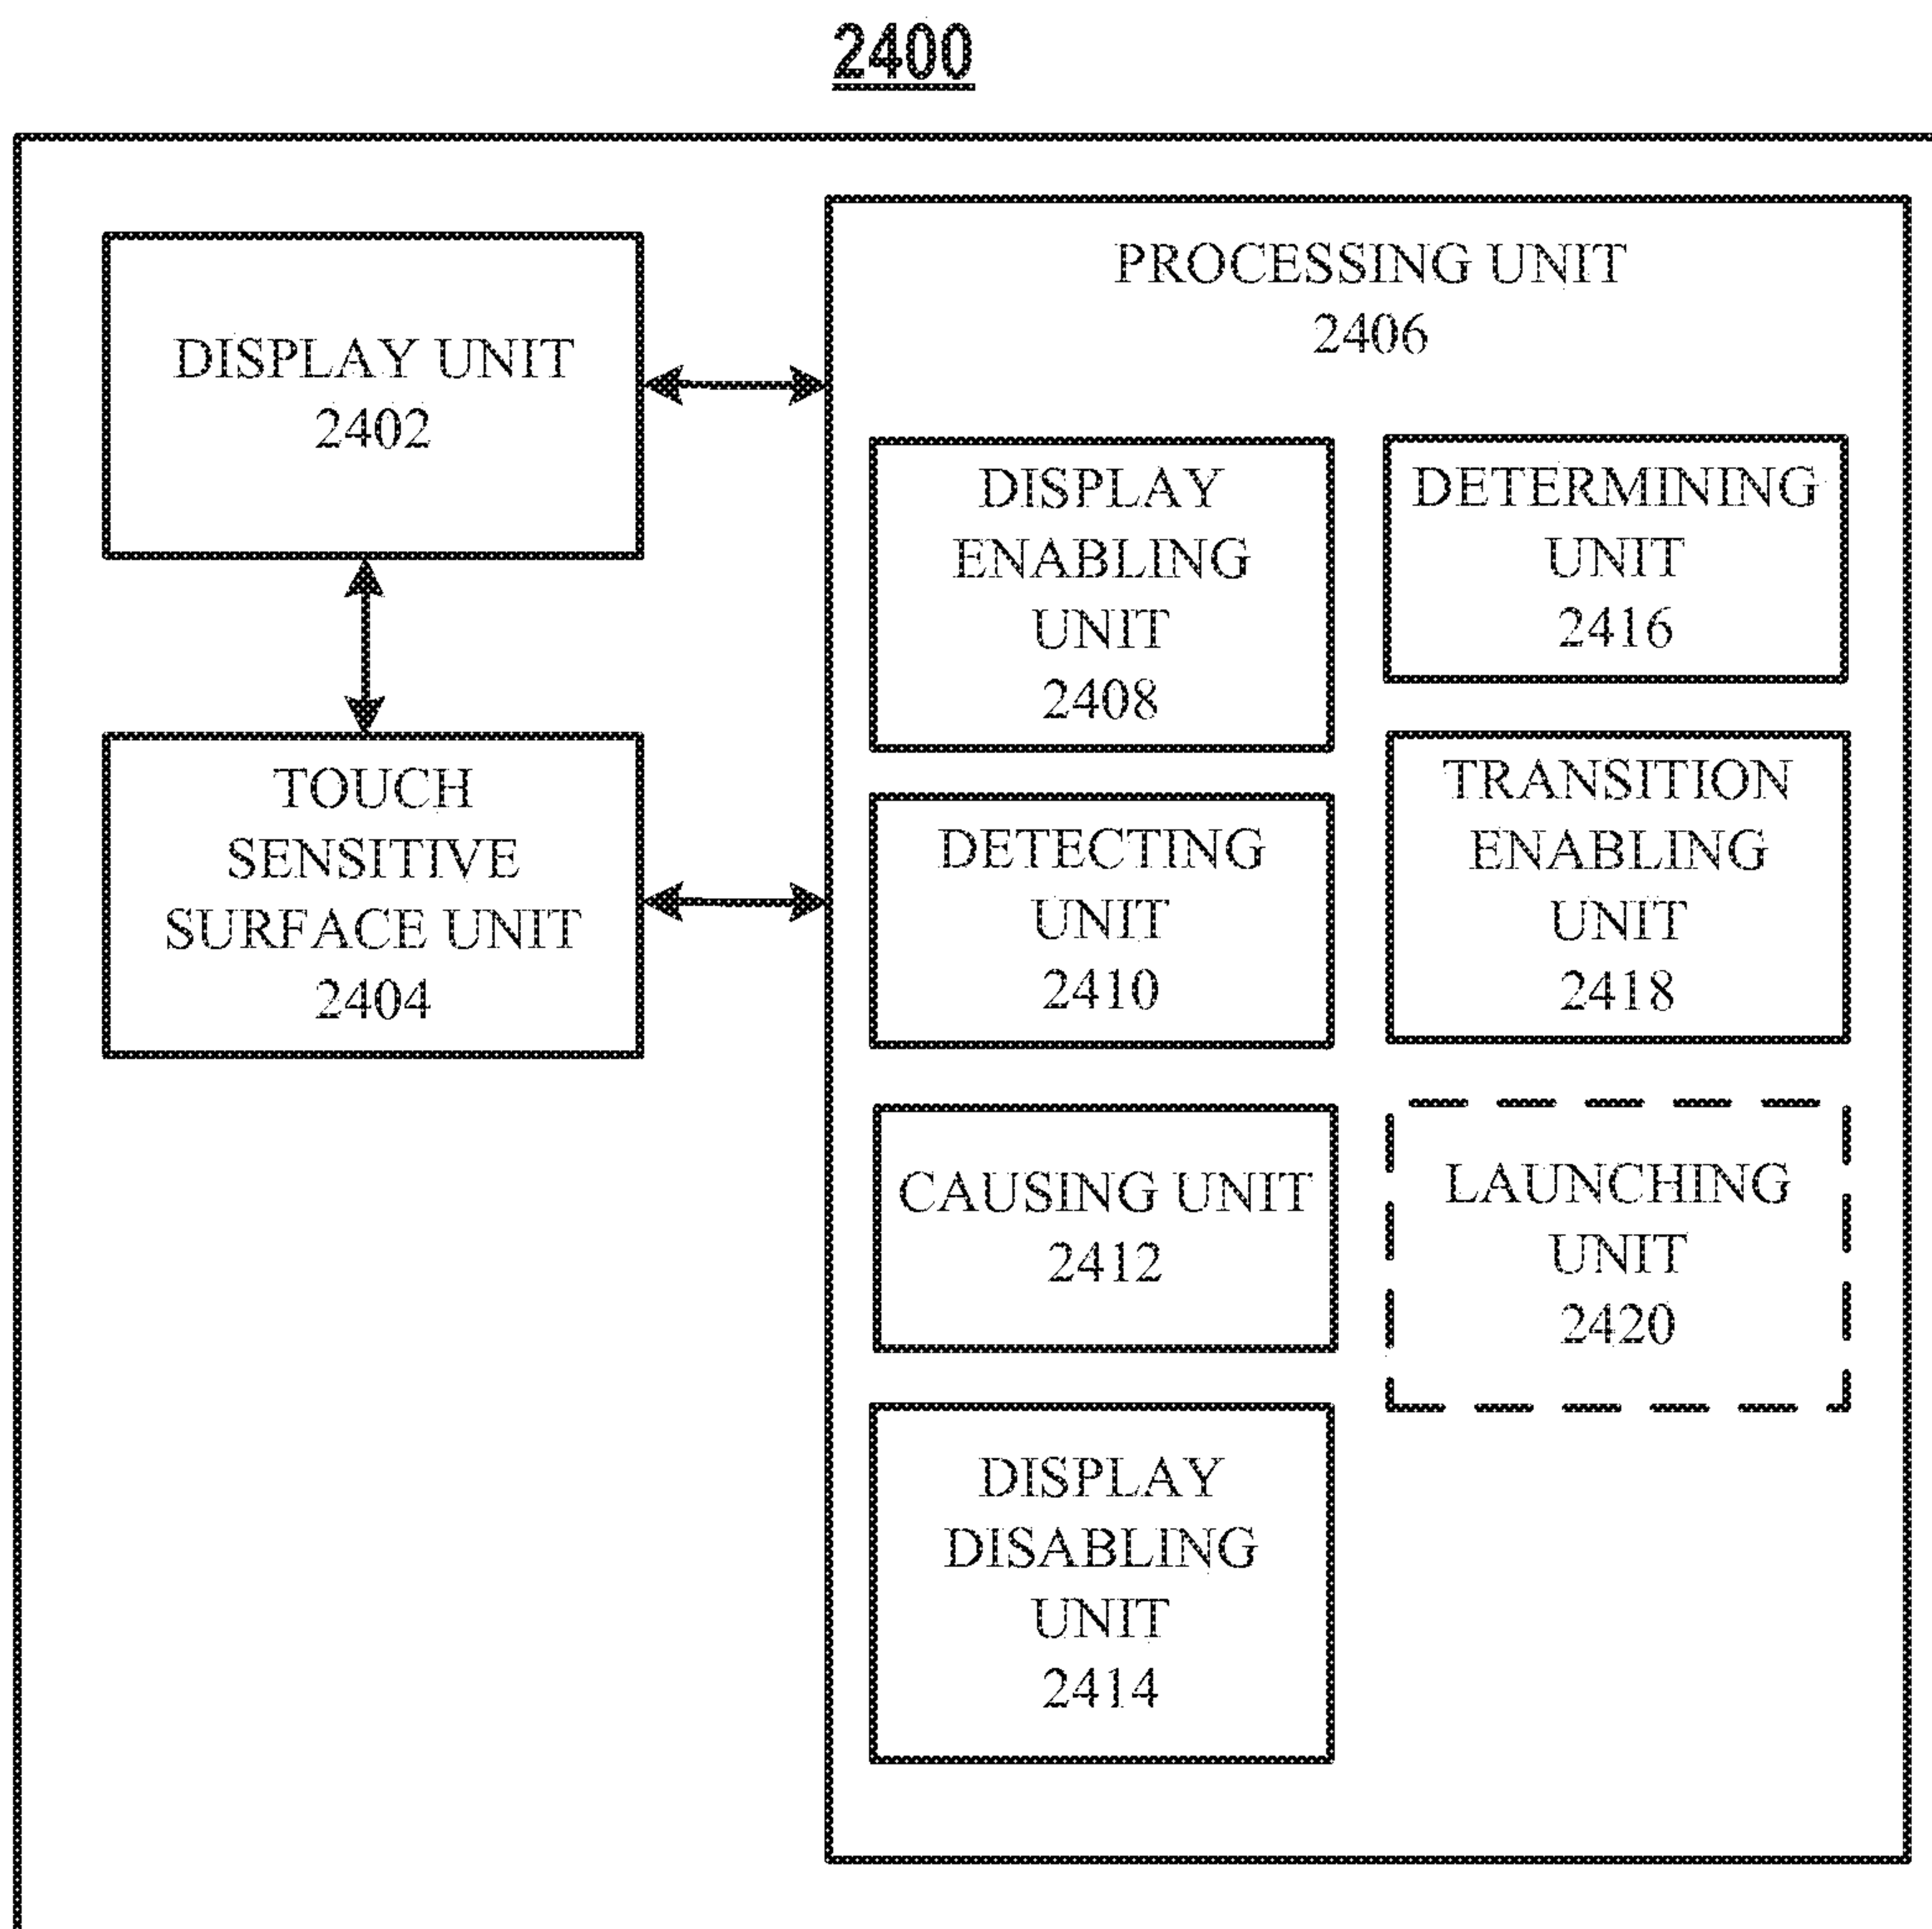 2400
DISPLAY UNIT
2402
TOUCH
SENSITIVE
SURFACE UNIT
2404
PROCESSING UNIT
2406
DISPLAY
ENABLING
UNIT
2408
DETECTING
UNIT
2410
CAUSING UNIT
2412
DISPLAY
DISABLING
UNIT
2414
DETERMINING
UNIT
2416
TRANSITION
ENABLING
UNIT
2418
LAUNCHING
UNIT
2420